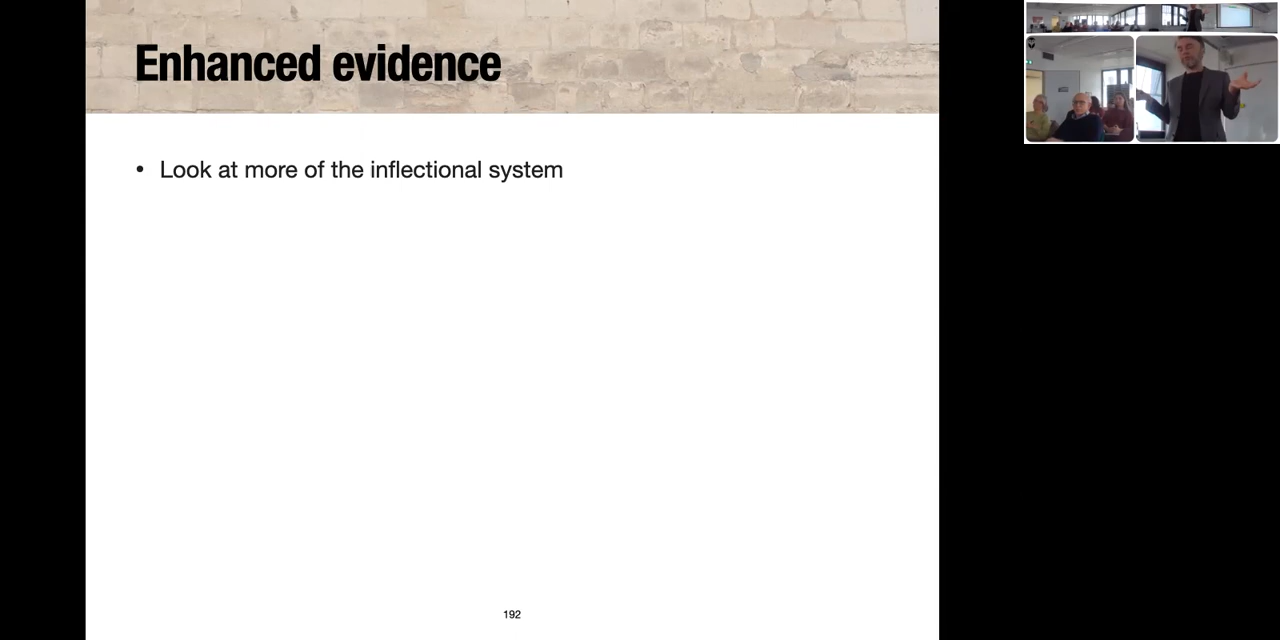 Enhanced evidence
• Look at more of the inflectional system
192